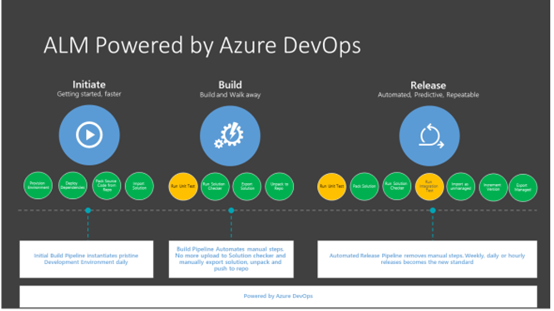 ALM Powered by Azure DevOps
Initiate
Getting started, faster
Build
Build and Walk away
Release
Automated, Predictive, Repeatable
Provision
Environment
Deploy
Dependencies
Pack Source
Code from
Repo
Import
Solution
Run Unit Test
Run Solution
Checker
Export
Solution
Unpack to
Repo
Run Unit Test
Pack Solution
Run Solution
Checker
Run
Integration
Test
Import as
unmanaged
Increment
Version
Export
Managed
Initial Build Pipeline instantiates pristine
Development Environment daily
Build Pipeline Automates manual steps.
No more upload to Solution checker and
manually export solution, unpack and
push to repo
Automated Release Pipeline removes manual steps. Weekly, daily or hourly
releases becomes the new standard
Powered by Azure DevOps